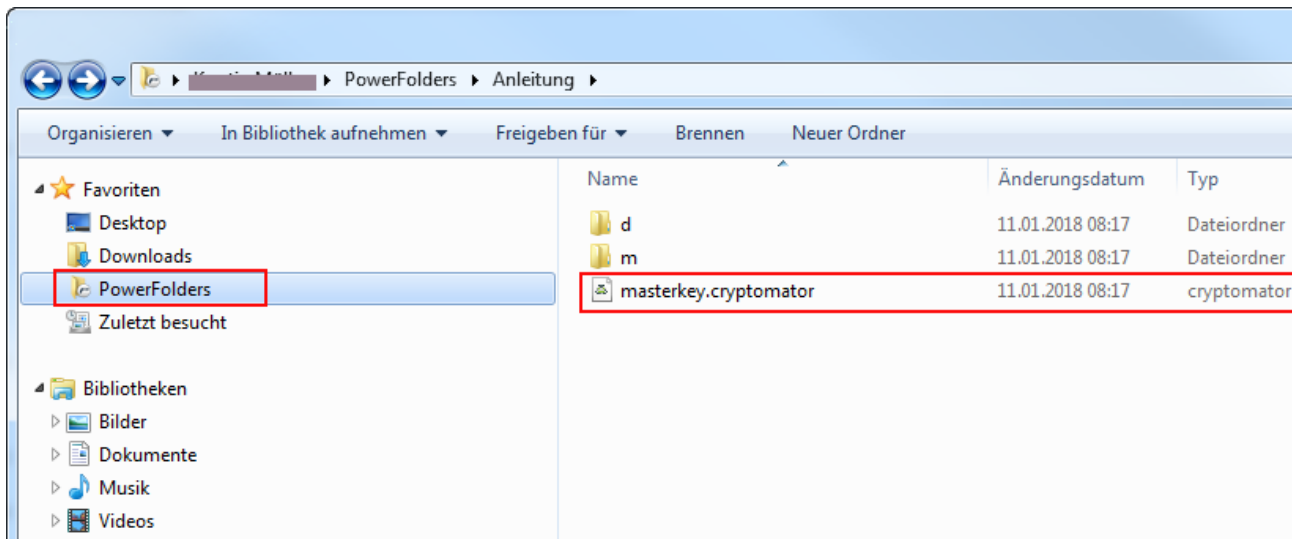 PowerFolders Anleitung
Organisieren In Bibliothek aufnehmen Freigeben für Brennen Neuer Ordner
Favoriten
Desktop
Downloads
PowerFolders
Zuletzt besucht
Bibliotheken
Bilder
Dokumente
Musik
Videos
Name Änderungsdatum Typ
d 11.01.2018 08:17 Dateiordner
m 11.01.2018 08:17 Dateiordner
masterkey.cryptomator 11.01.2018 08:17 cryptomator